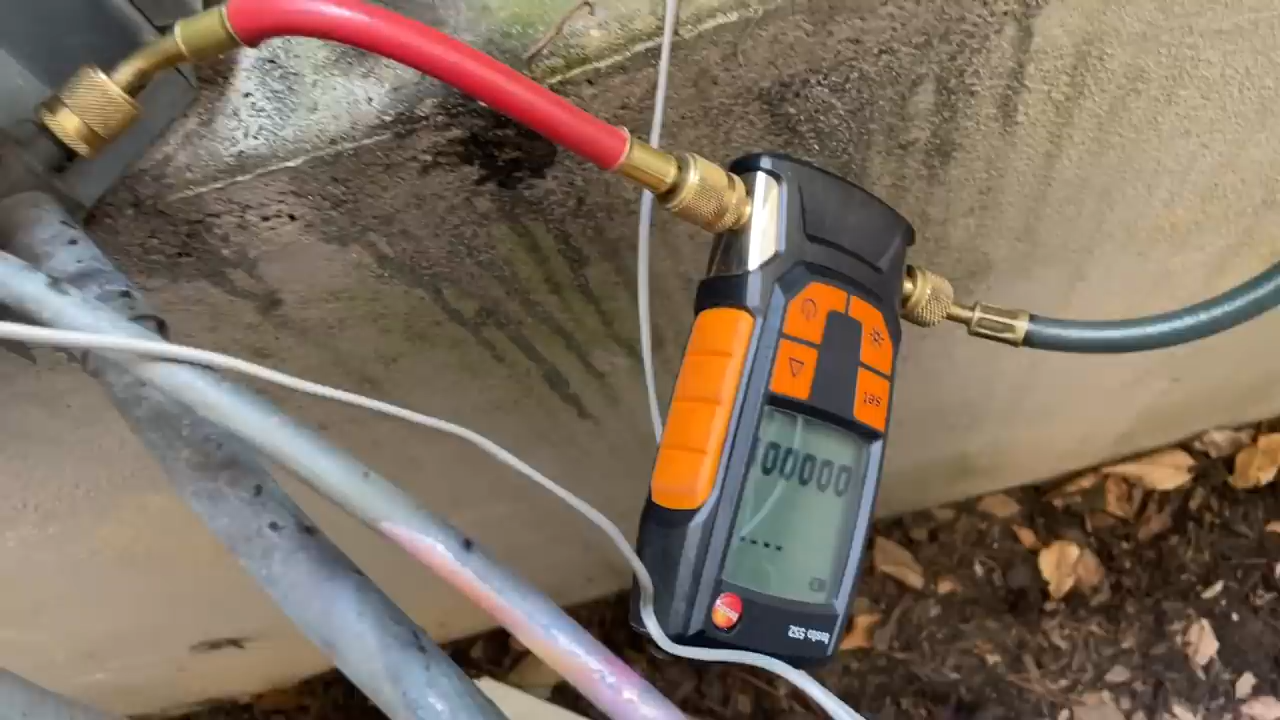 set
00000
----
testo
testo 552